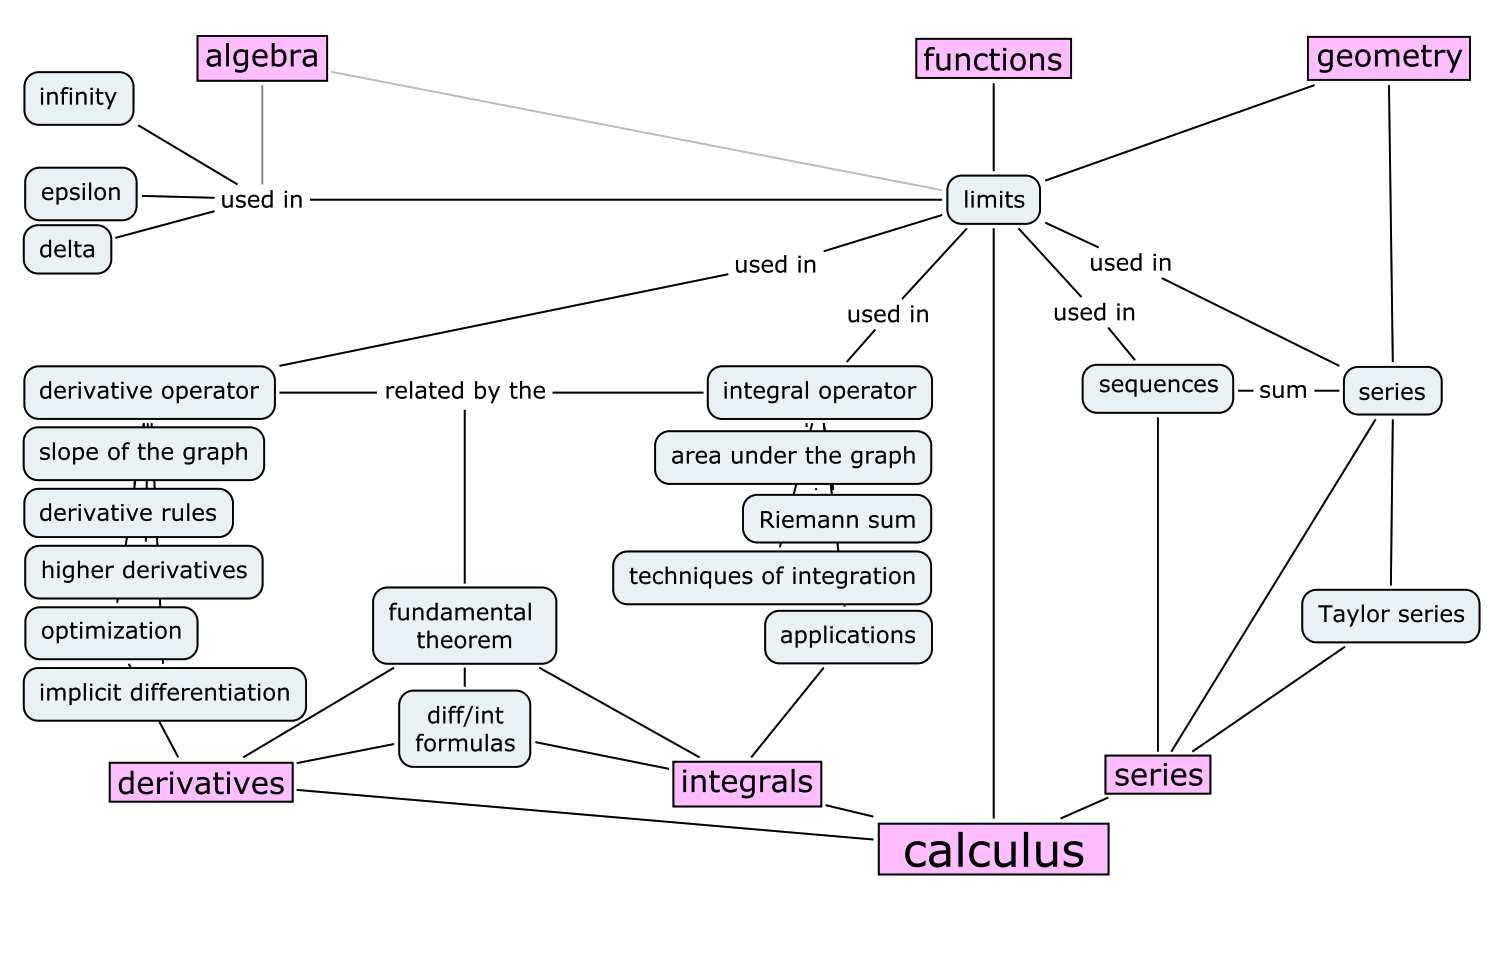 algebra
functions
geometry
infinity
epsilon
used in
limits
delta
used in
used in
used in
used in
derivative operator
related by the
integral operator
sequences
sum
series
slope of the graph
area under the graph
derivative rules
Riemann sum
higher derivatives
techniques of integration
fundamental
theorem
Taylor series
optimization
applications
implicit differentiation
diff/int
formulas
derivatives
integrals
series
calculus